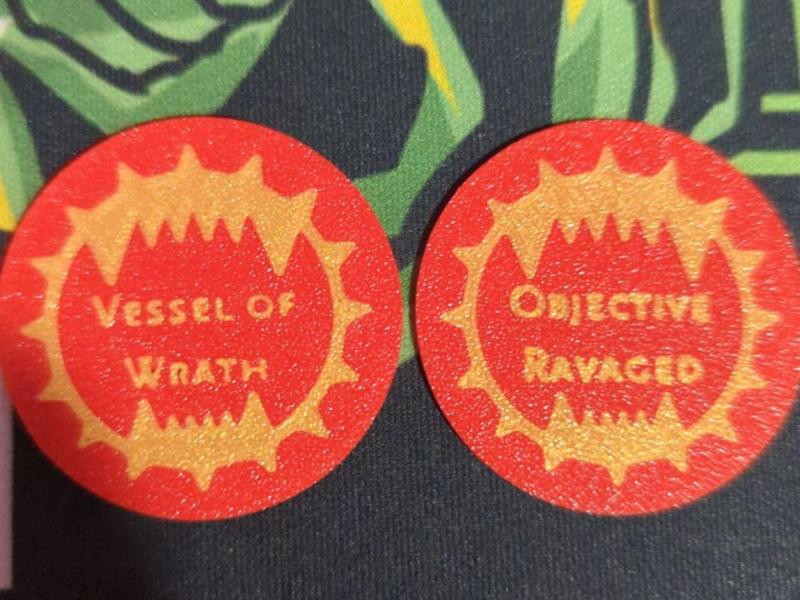 Vessel of
Wrath
Objective
Ravaged